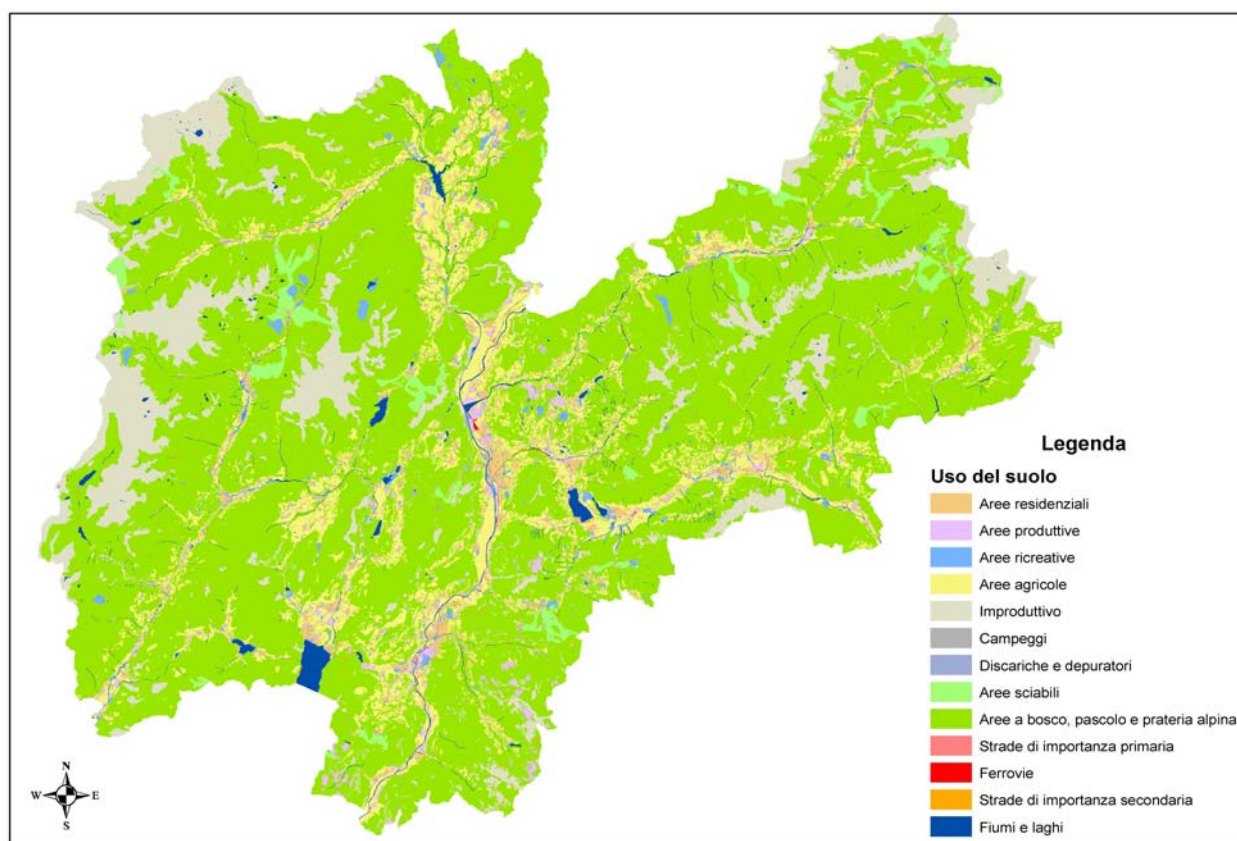 Legenda
Uso del suolo
Aree residenziali
Aree produttive
Aree ricreative
Aree agricole
Improduttivo
Campeggi
Discariche e depuratori
Aree sciabili
Aree a bosco, pascolo e prateria alpina
Strade di importanza primaria
Ferrovie
Strade di importanza secondaria
Fiumi e laghi
N
W E
S